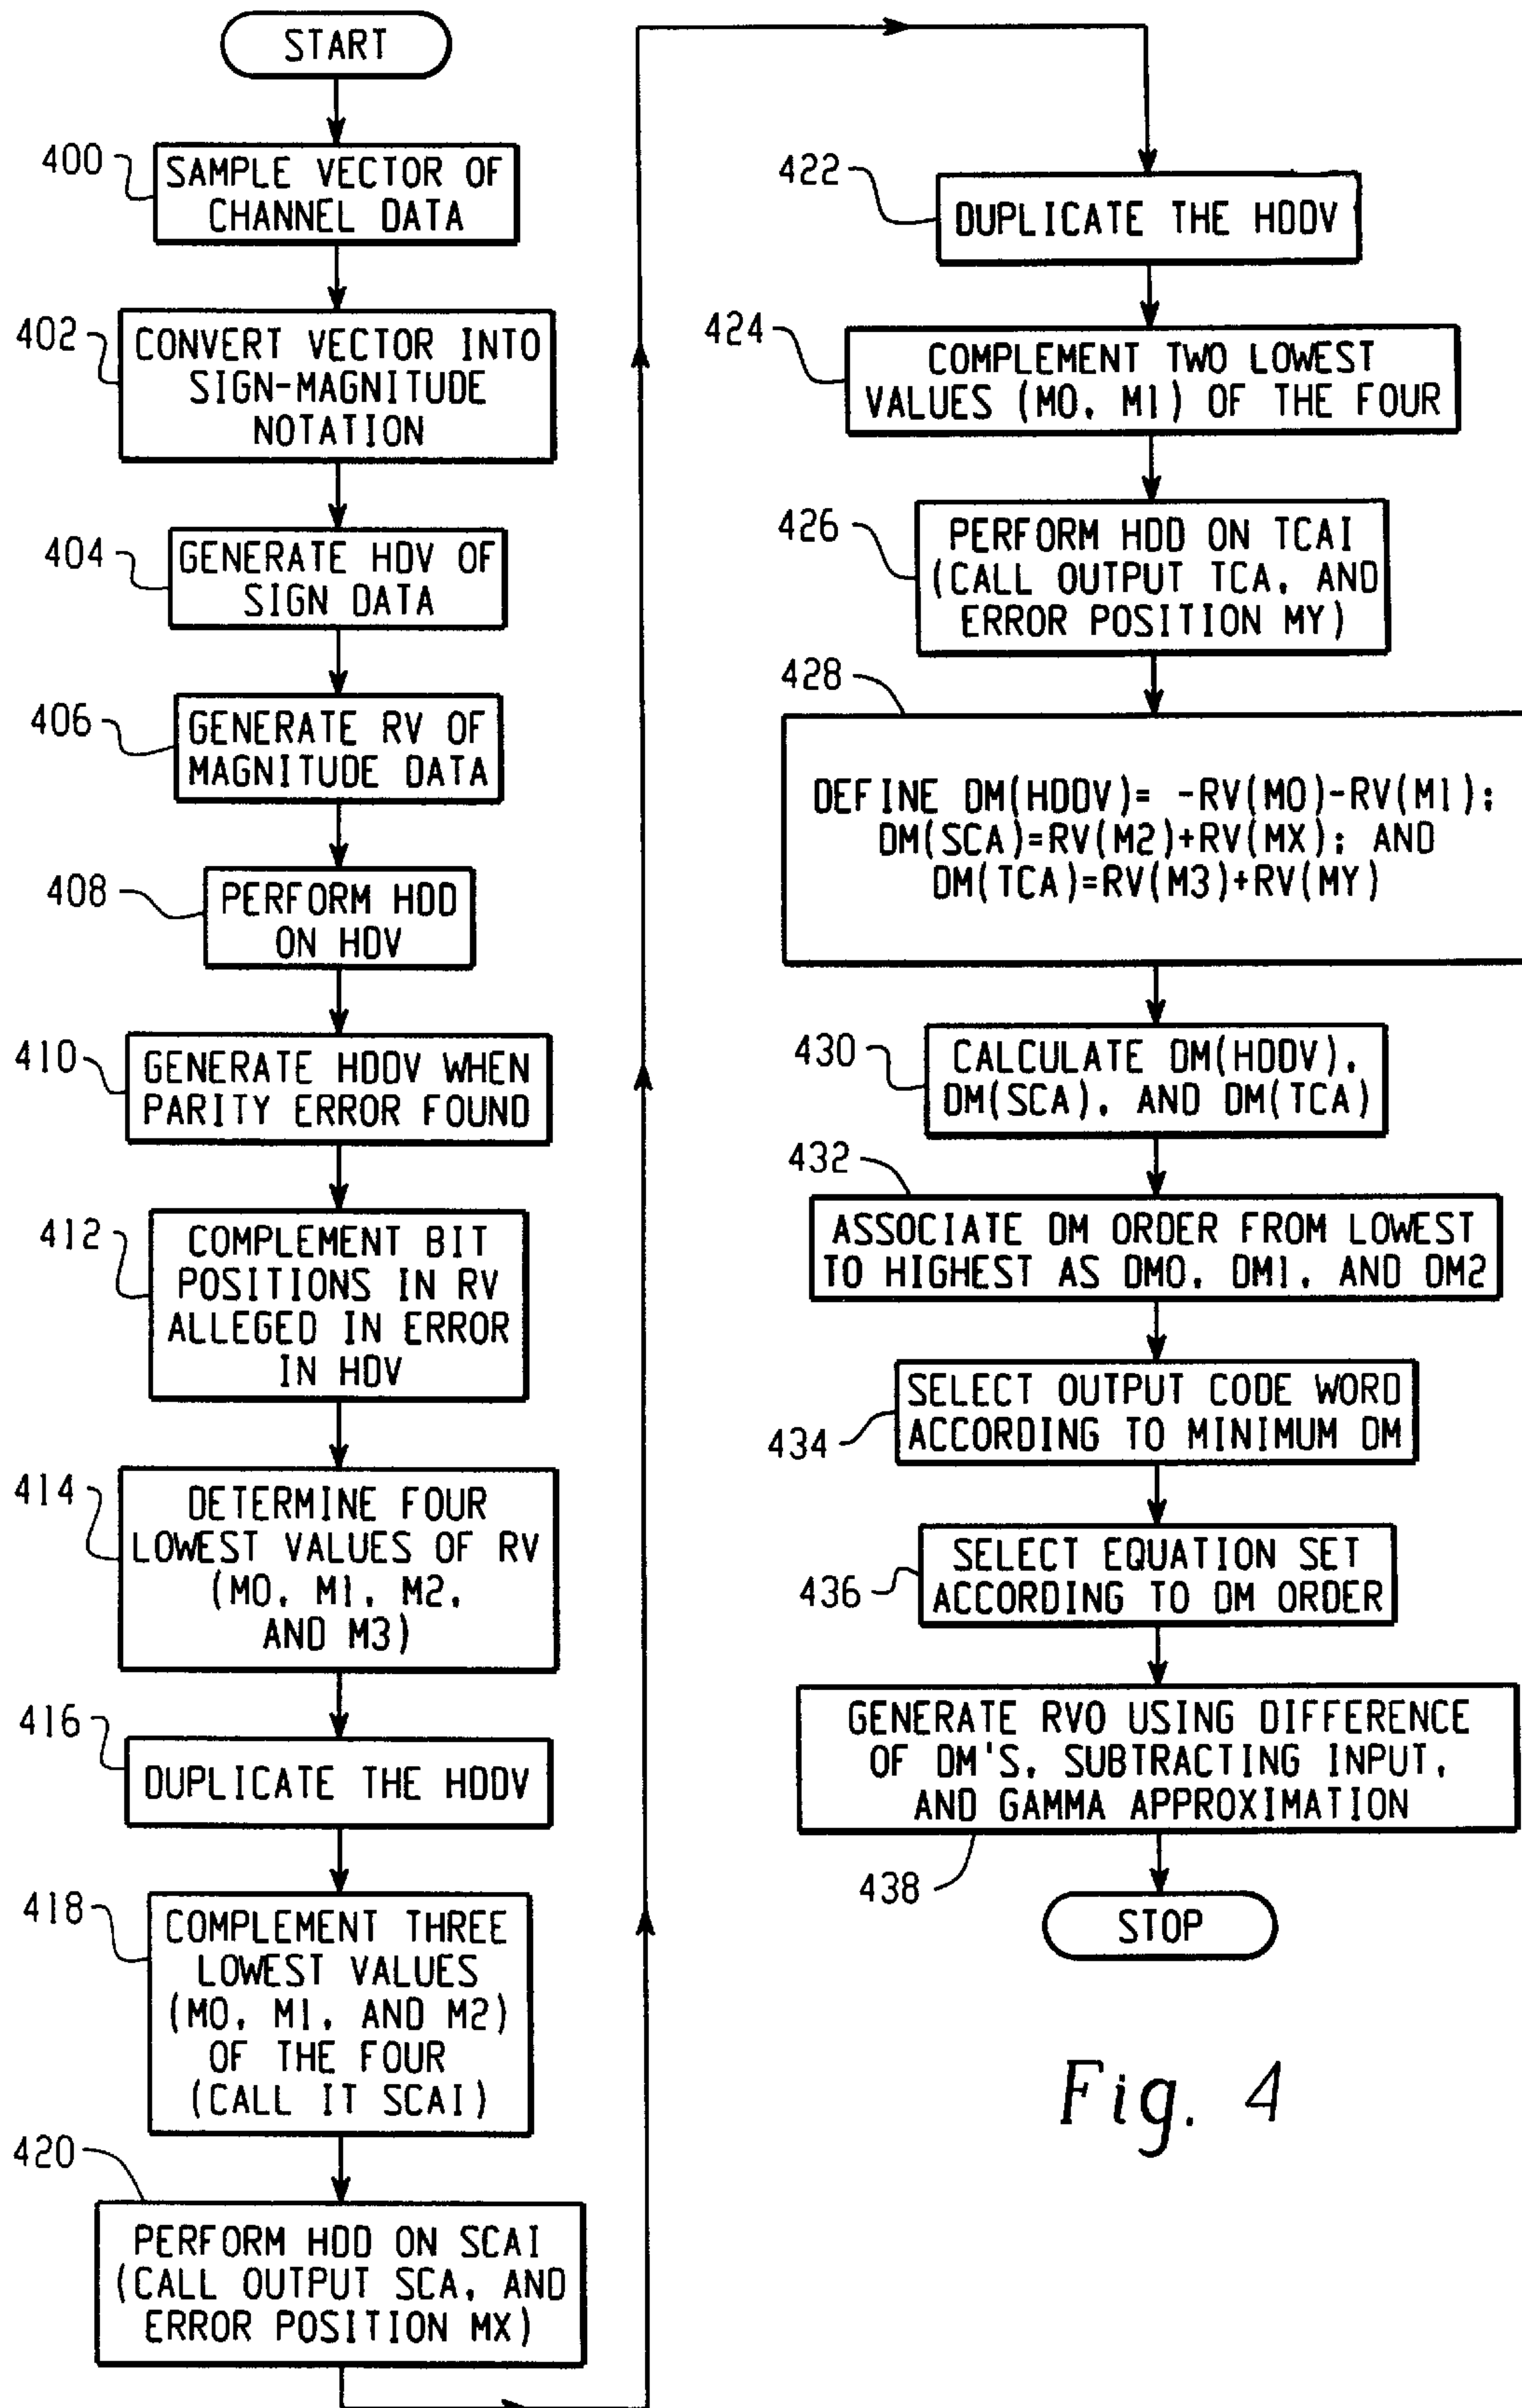 START
400
SAMPLE VECTOR OF
CHANNEL DATA
402
CONVERT VECTOR INTO
SIGN-MAGNITUDE
NOTATION
404
GENERATE HDV OF
SIGN DATA
406
GENERATE RV OF
MAGNITUDE DATA
408
PERFORM HDD
ON HDV
410
GENERATE HDDV WHEN
PARITY ERROR FOUND
412
COMPLEMENT BIT
POSITIONS IN RV
ALLEGED IN ERROR
IN HDV
414
DETERMINE FOUR
LOWEST VALUES OF RV
(M0, M1, M2,
AND M3)
416
DUPLICATE THE HDDV
418
COMPLEMENT THREE
LOWEST VALUES
(M0, M1, AND M2)
OF THE FOUR
(CALL IT SCAI)
420
PERFORM HDD ON SCAI
(CALL OUTPUT SCA, AND
ERROR POSITION MX)
422
DUPLICATE THE HDDV
424
COMPLEMENT TWO LOWEST
VALUES (M0, M1) OF THE FOUR
426
PERFORM HDD ON TCAI
(CALL OUTPUT TCA, AND
ERROR POSITION MY)
428
DEFINE DM(HDDV)= -RV(M0)-RV(M1);
DM(SCA)=RV(M2)+RV(MX); AND
DM(TCA)=RV(M3)+RV(MY)
430
CALCULATE DM(HDDV),
DM(SCA), AND DM(TCA)
432
ASSOCIATE DM ORDER FROM LOWEST
TO HIGHEST AS DM0, DM1, AND DM2
434
SELECT OUTPUT CODE WORD
ACCORDING TO MINIMUM DM
436
SELECT EQUATION SET
ACCORDING TO DM ORDER
GENERATE RVO USING DIFFERENCE
OF DM'S, SUBTRACTING INPUT,
AND GAMMA APPROXIMATION
438
STOP
Fig. 4